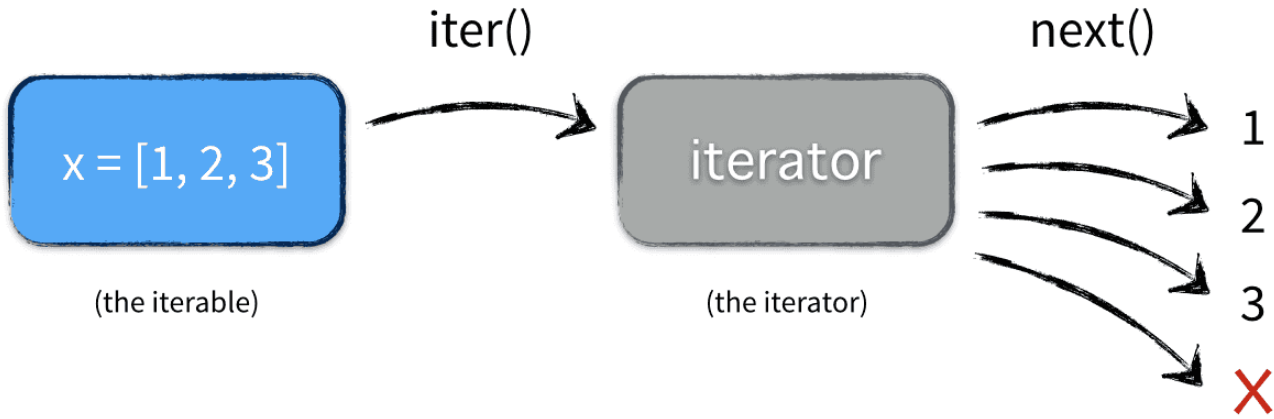 iter()
next()
x = [1, 2, 3]
iterator
1
2
3
X
(the iterable)
(the iterator)